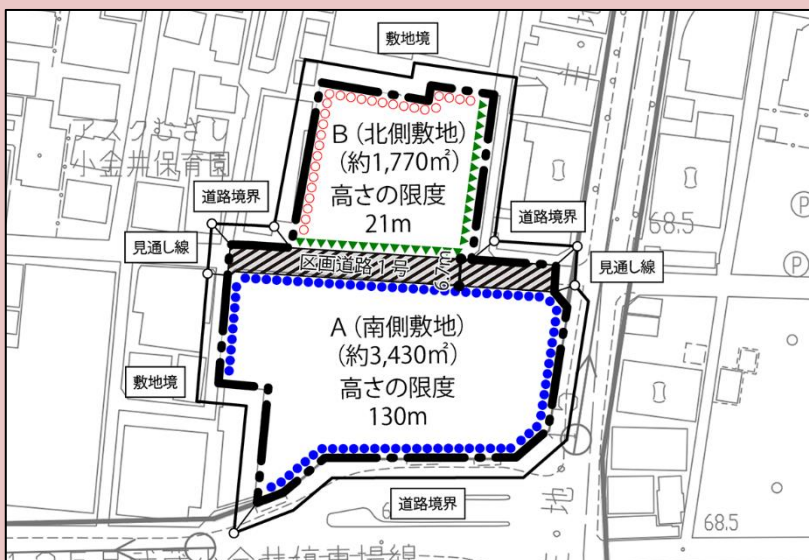 敷地境
アスクむさし
小金井保育園
B（北側敷地）
（約1,770㎡）
高さの限度
21m
道路境界
道路境界
68.5
見通し線
見通し線
区画道路1号
6.7m
A（南側敷地）
（約3,430㎡）
高さの限度
130m
敷地境
道路境界
68.5
P
P